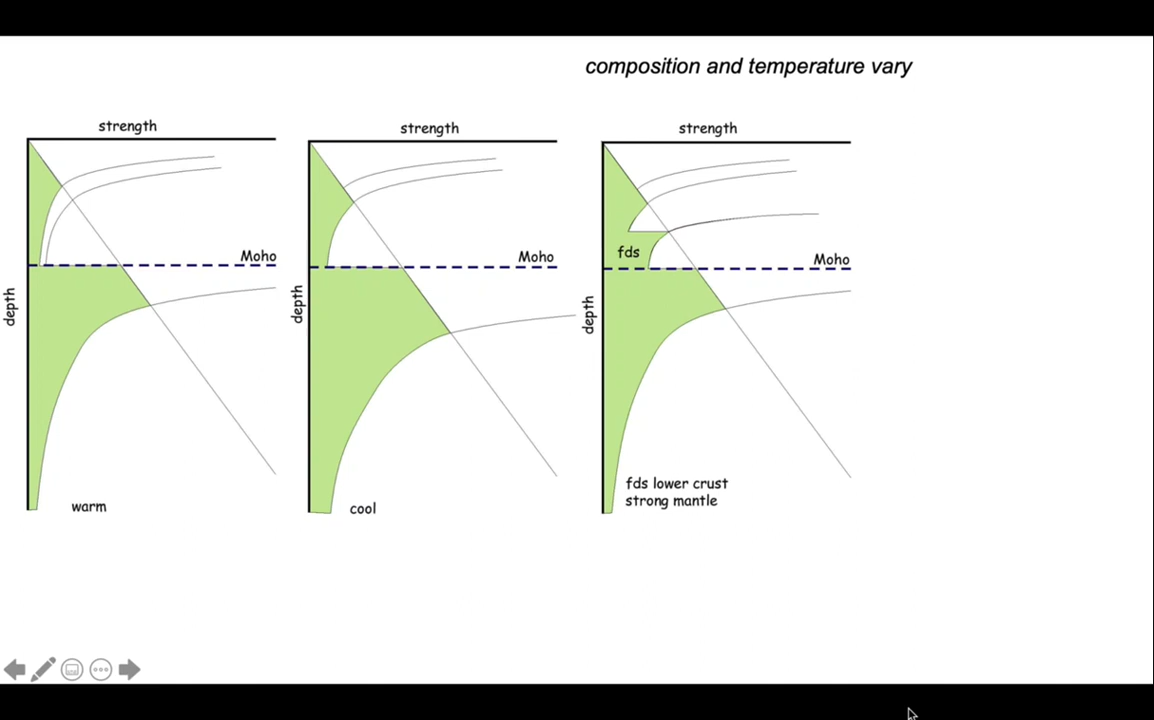 composition and temperature vary
strength
strength
strength
Moho
Moho
Moho
depth
depth
depth
fds
warm
cool
fds lower crust
strong mantle